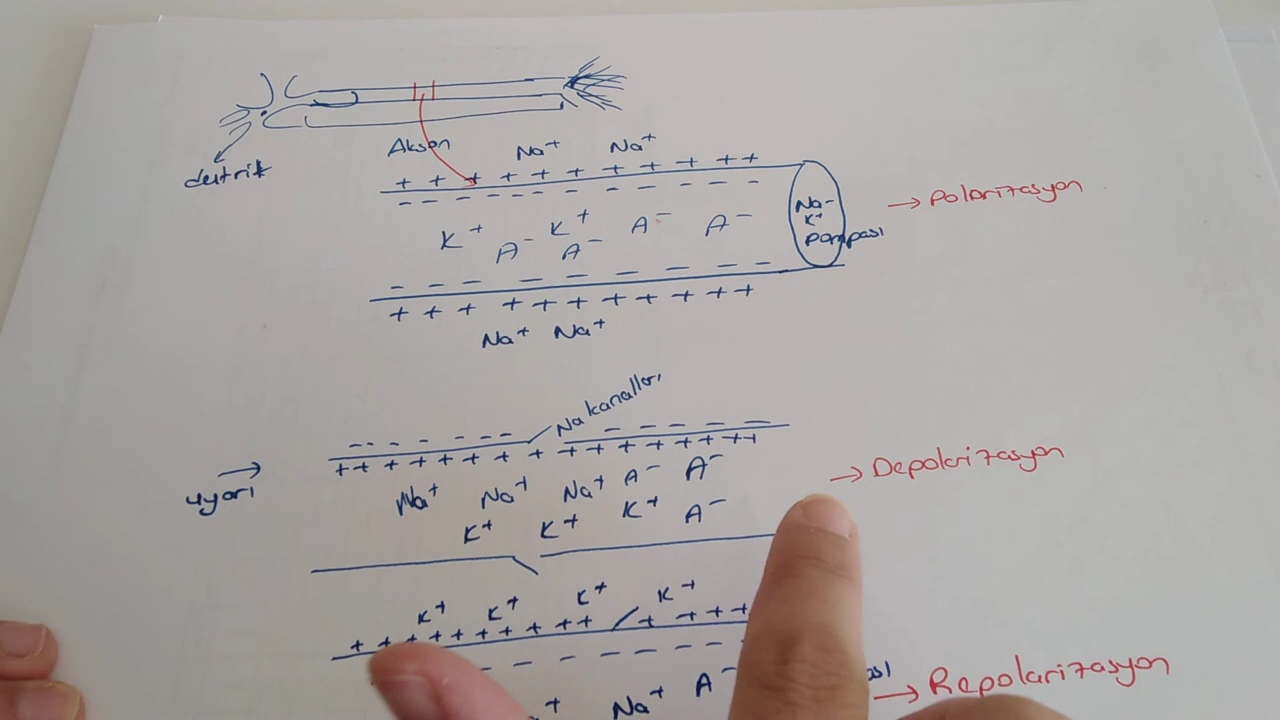 Akson
dentrik
Na+ Na+
+ + + + + + + + + ++
- - - - - - - - - - -
K+ K+ A- A-
A- A-
Na-
K+
pompası
→ Polarizasyon
- - - - - - - - -
+ + + + + + + + + +
Na+ Na+
Na kanalları
-- - - - - - - - - - -
++ + + + + + + + + + + + ++
uyarı →
Na+ Na+ Na+ A- A-
K+ K+ K+ A-
→ Depolarizasyon
K+ K+ K+ K+
+ + + + + + + + + + + + +
- - - - - -
Na+ A-
→ Repolarizasyon